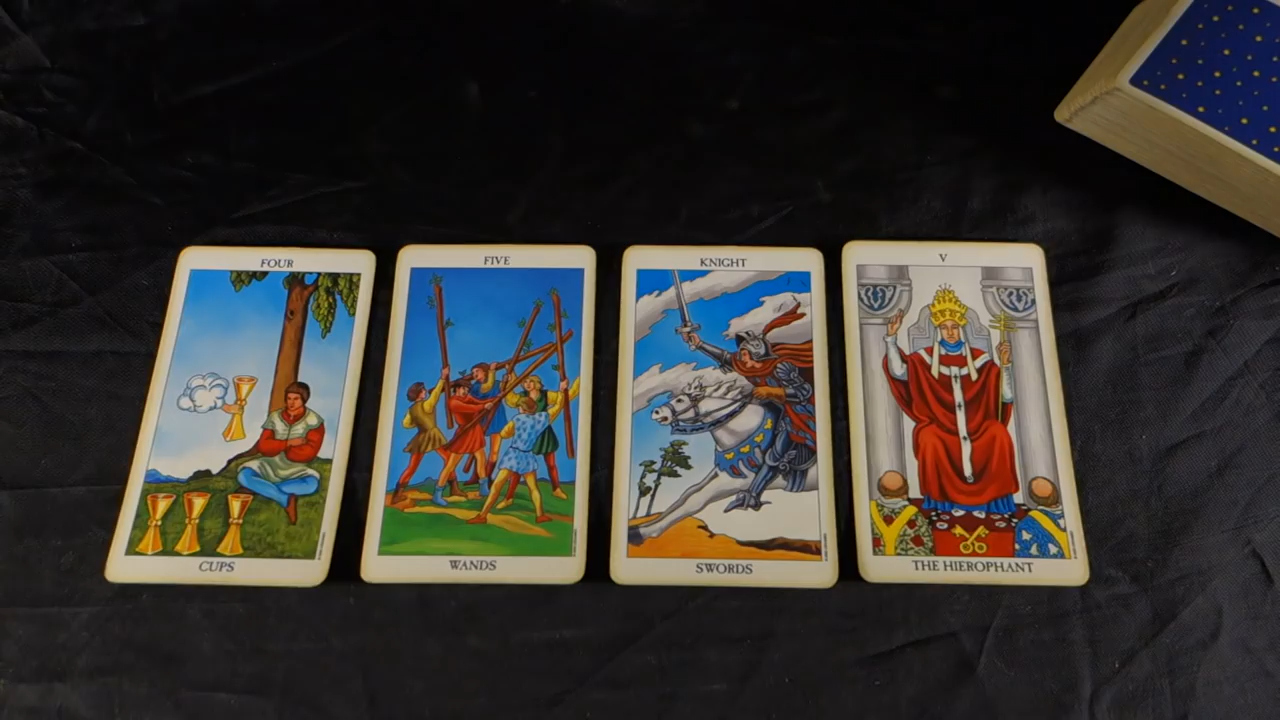 FOUR
CUPS
FIVE
WANDS
KNIGHT
SWORDS
V
THE HIEROPHANT